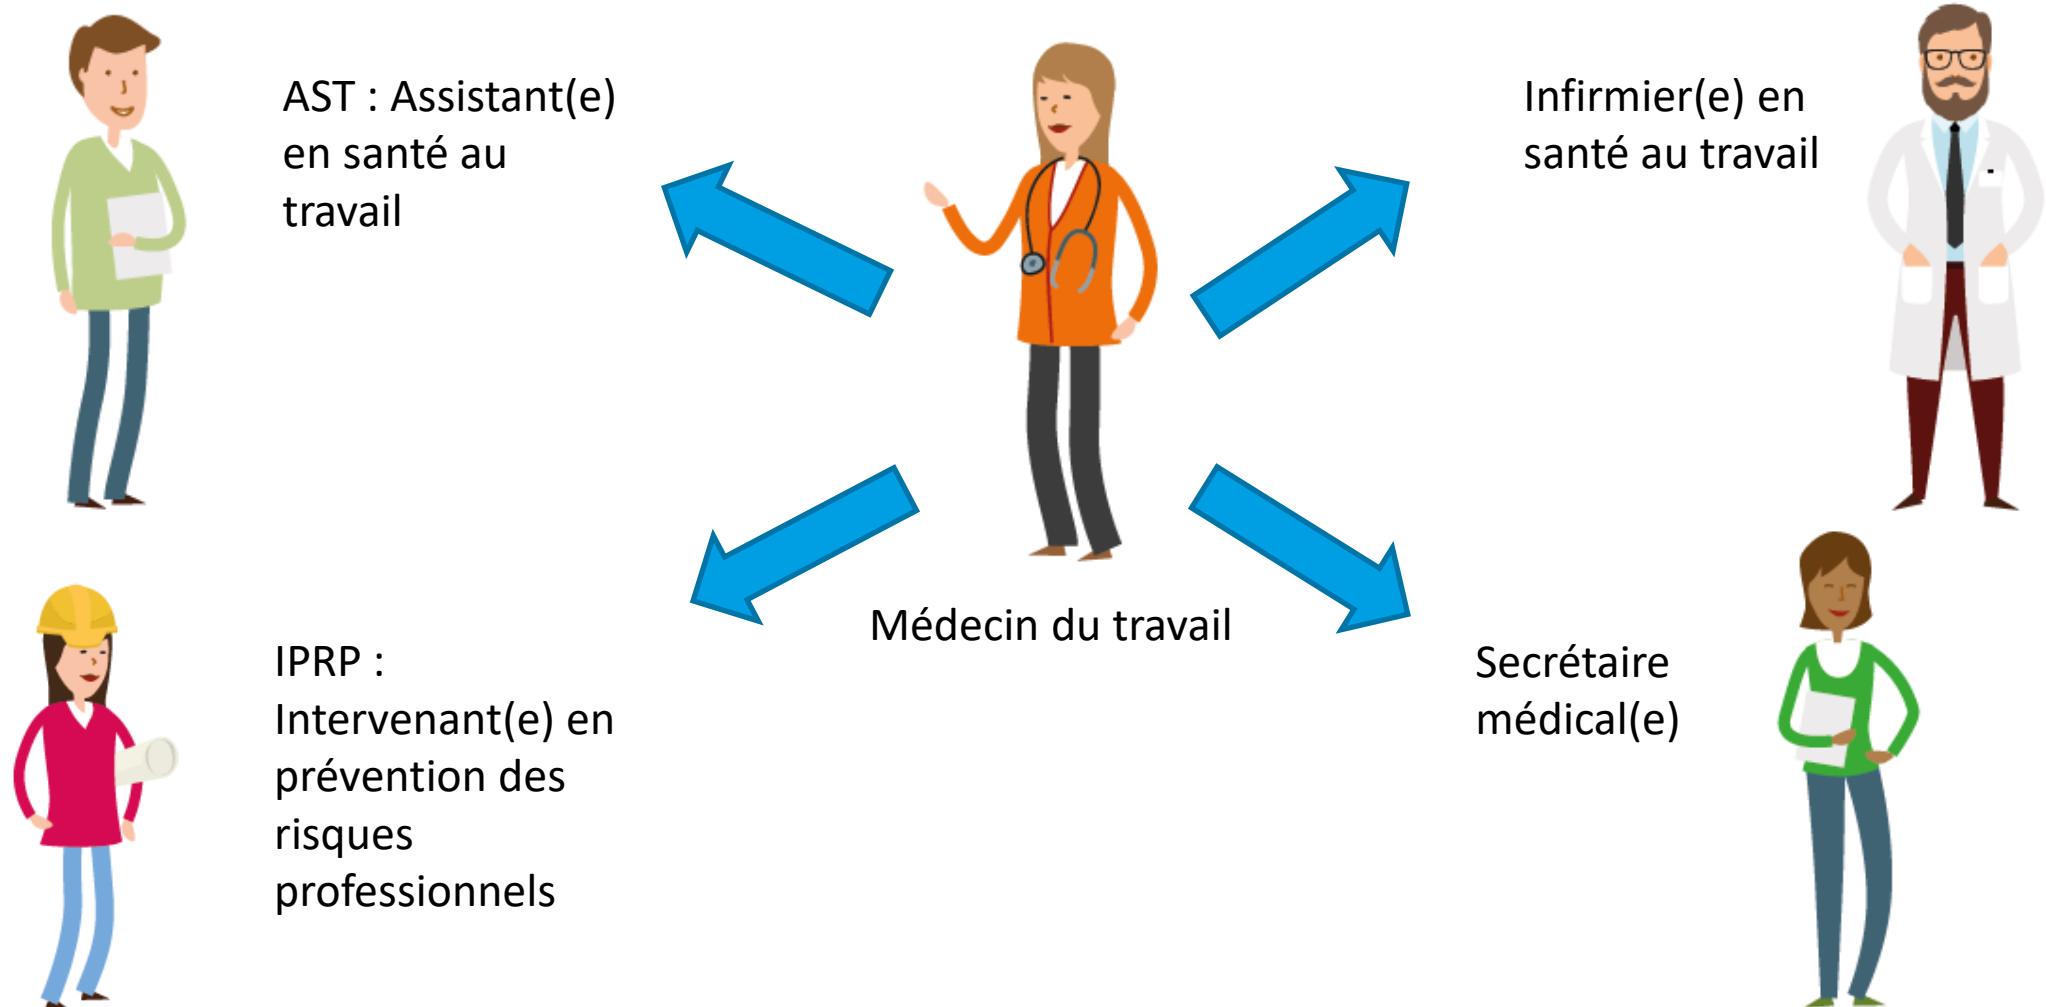 AST : Assistant(e)
en santé au
travail
Infirmier(e) en
santé au travail
Médecin du travail
IPRP :
Intervenant(e) en
prévention des
risques
professionnels
Secrétaire
médical(e)